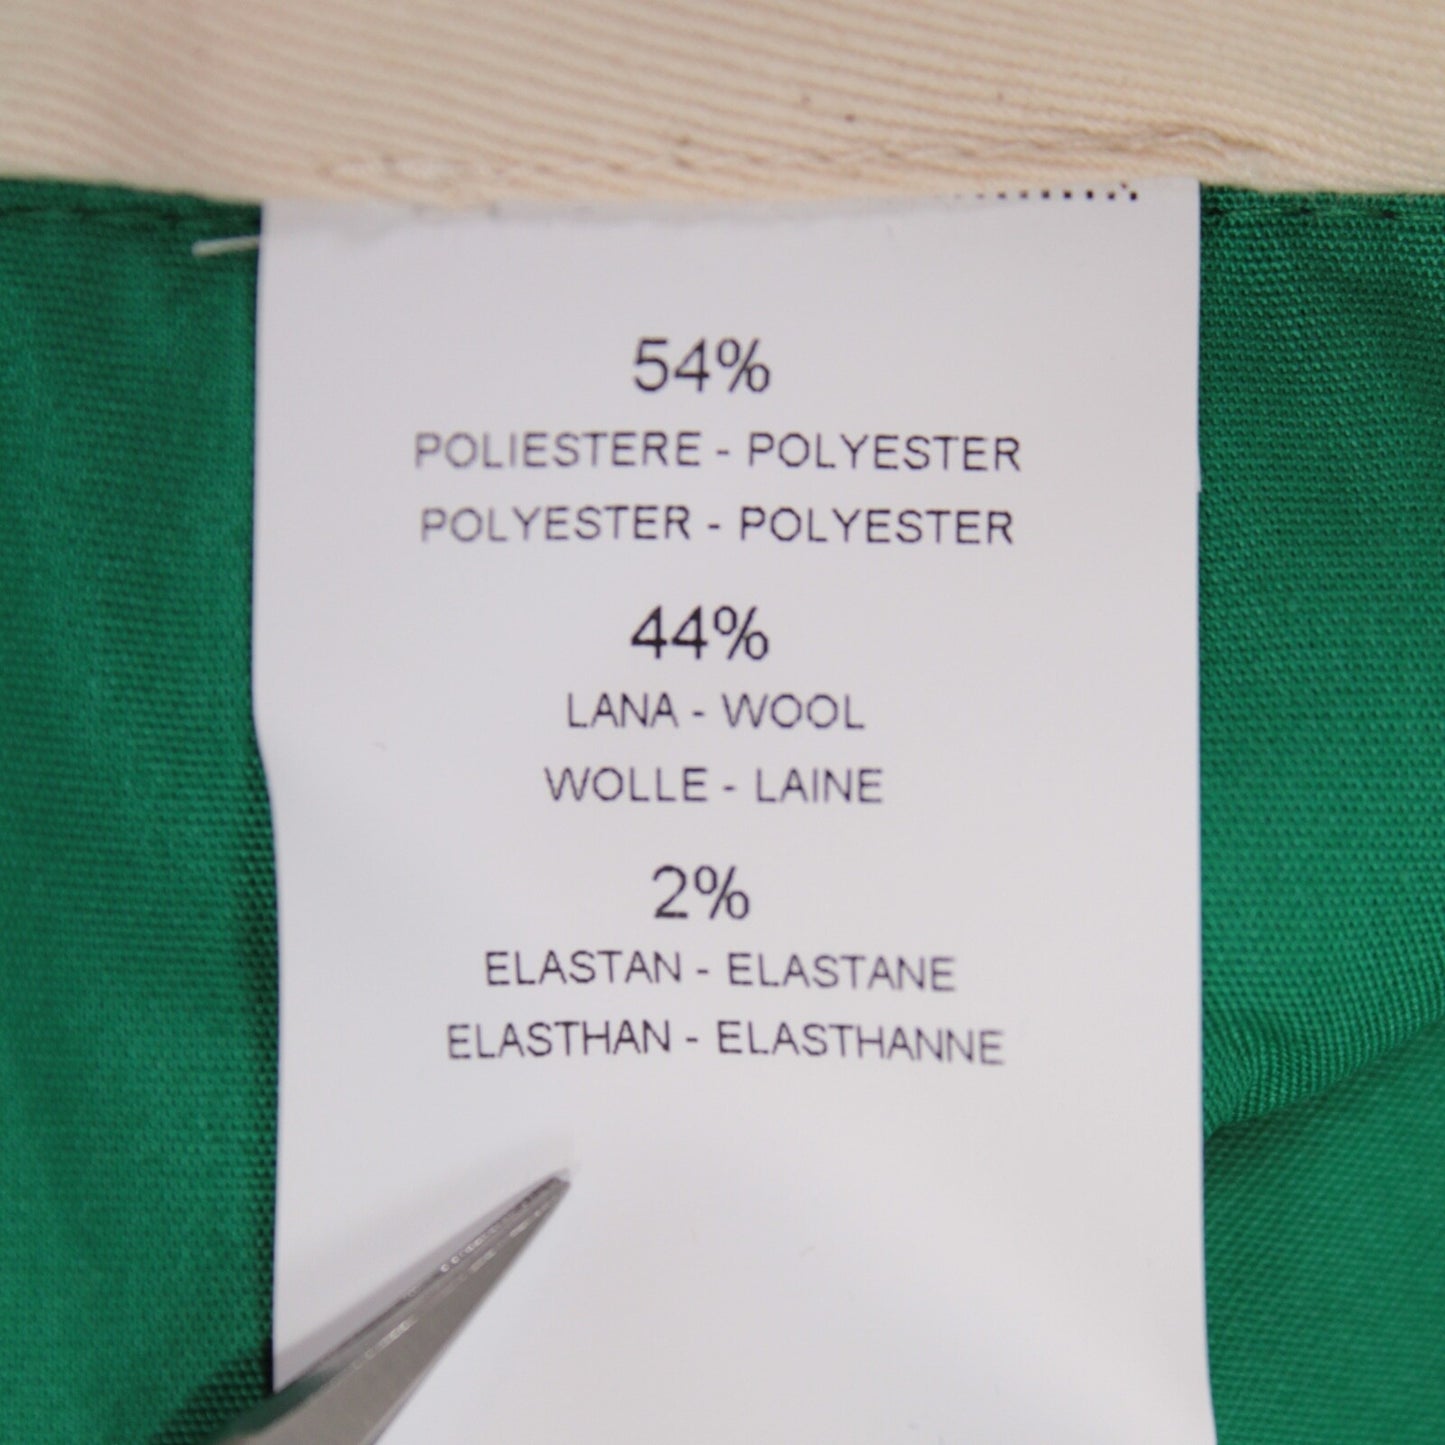 54%
POLIESTERE - POLYESTER
POLYESTER - POLYESTER
44%
LANA - WOOL
WOLLE - LAINE
2%
ELASTAN - ELASTANE
ELASTHAN - ELASTHANNE